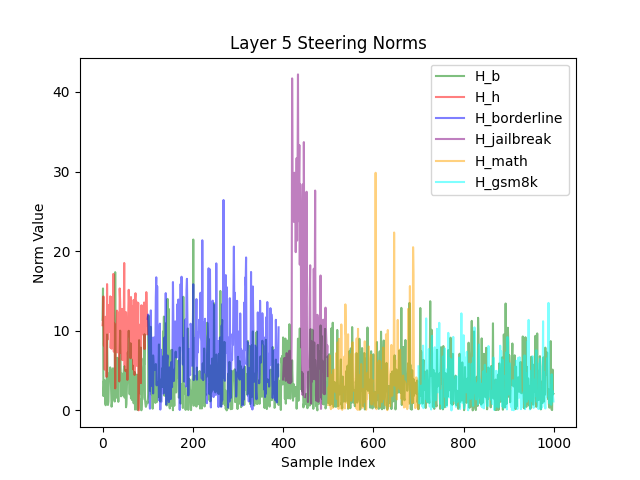 Layer 5 Steering Norms
H_b
H_h
H_borderline
H_jailbreak
H_math
H_gsm8k
40
30
20
10
0
Norm Value
0
200
400
600
800
1000
Sample Index